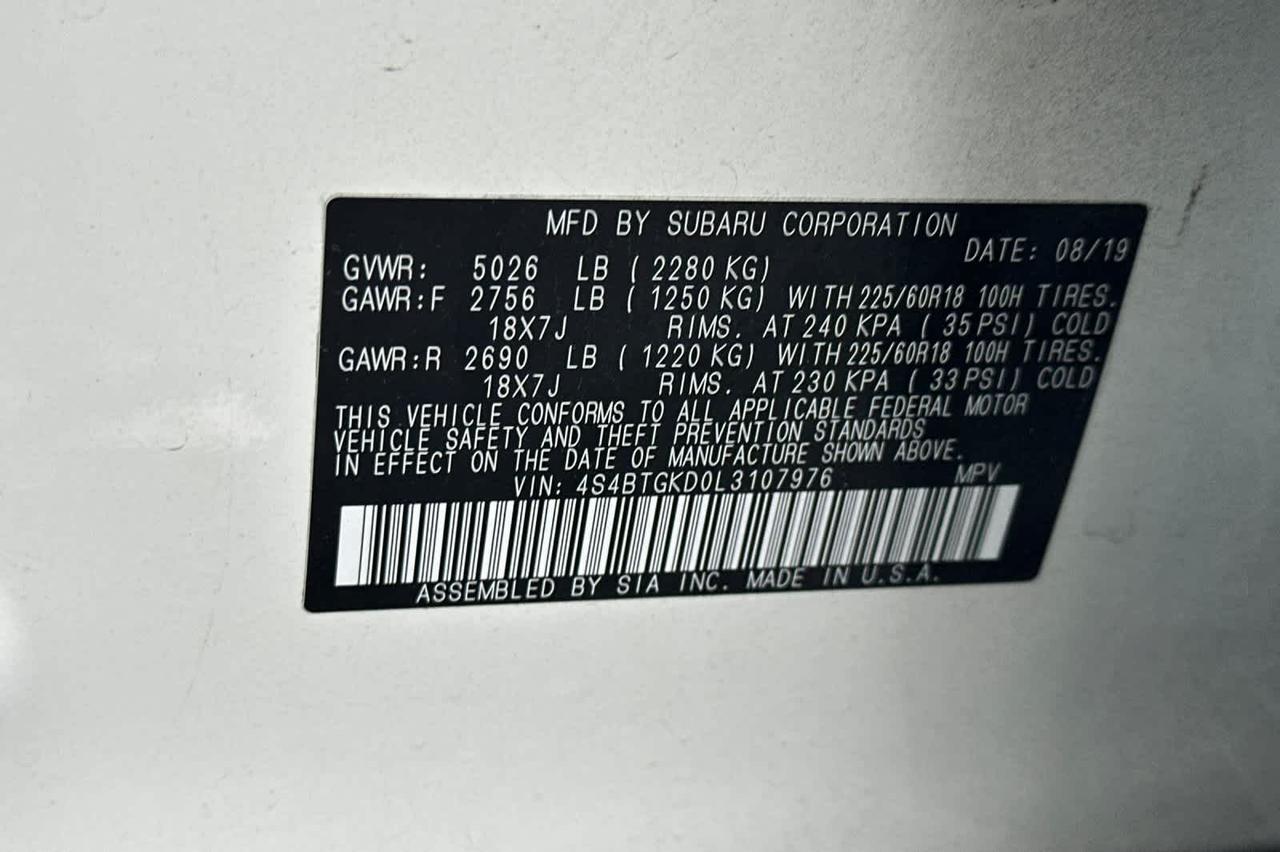 MFD BY SUBARU CORPORATION
DATE: 08/19
GVWR: 5026 LB (2280 KG)
GAWR:F 2756 LB (1250 KG) WITH 225/60R18 100H TIRES.
18X7J RIMS. AT 240 KPA (35 PSI) COLD
GAWR:R 2690 LB (1220 KG) WITH 225/60R18 100H TIRES.
18X7J RIMS. AT 230 KPA (33 PSI) COLD
THIS VEHICLE CONFORMS TO ALL APPLICABLE FEDERAL MOTOR
VEHICLE SAFETY AND THEFT PREVENTION STANDARDS
IN EFFECT ON THE DATE OF MANUFACTURE SHOWN ABOVE.
VIN: 4S4BTGKD0L3107976 MPV
ASSEMBLED BY SIA INC. MADE IN U.S.A.